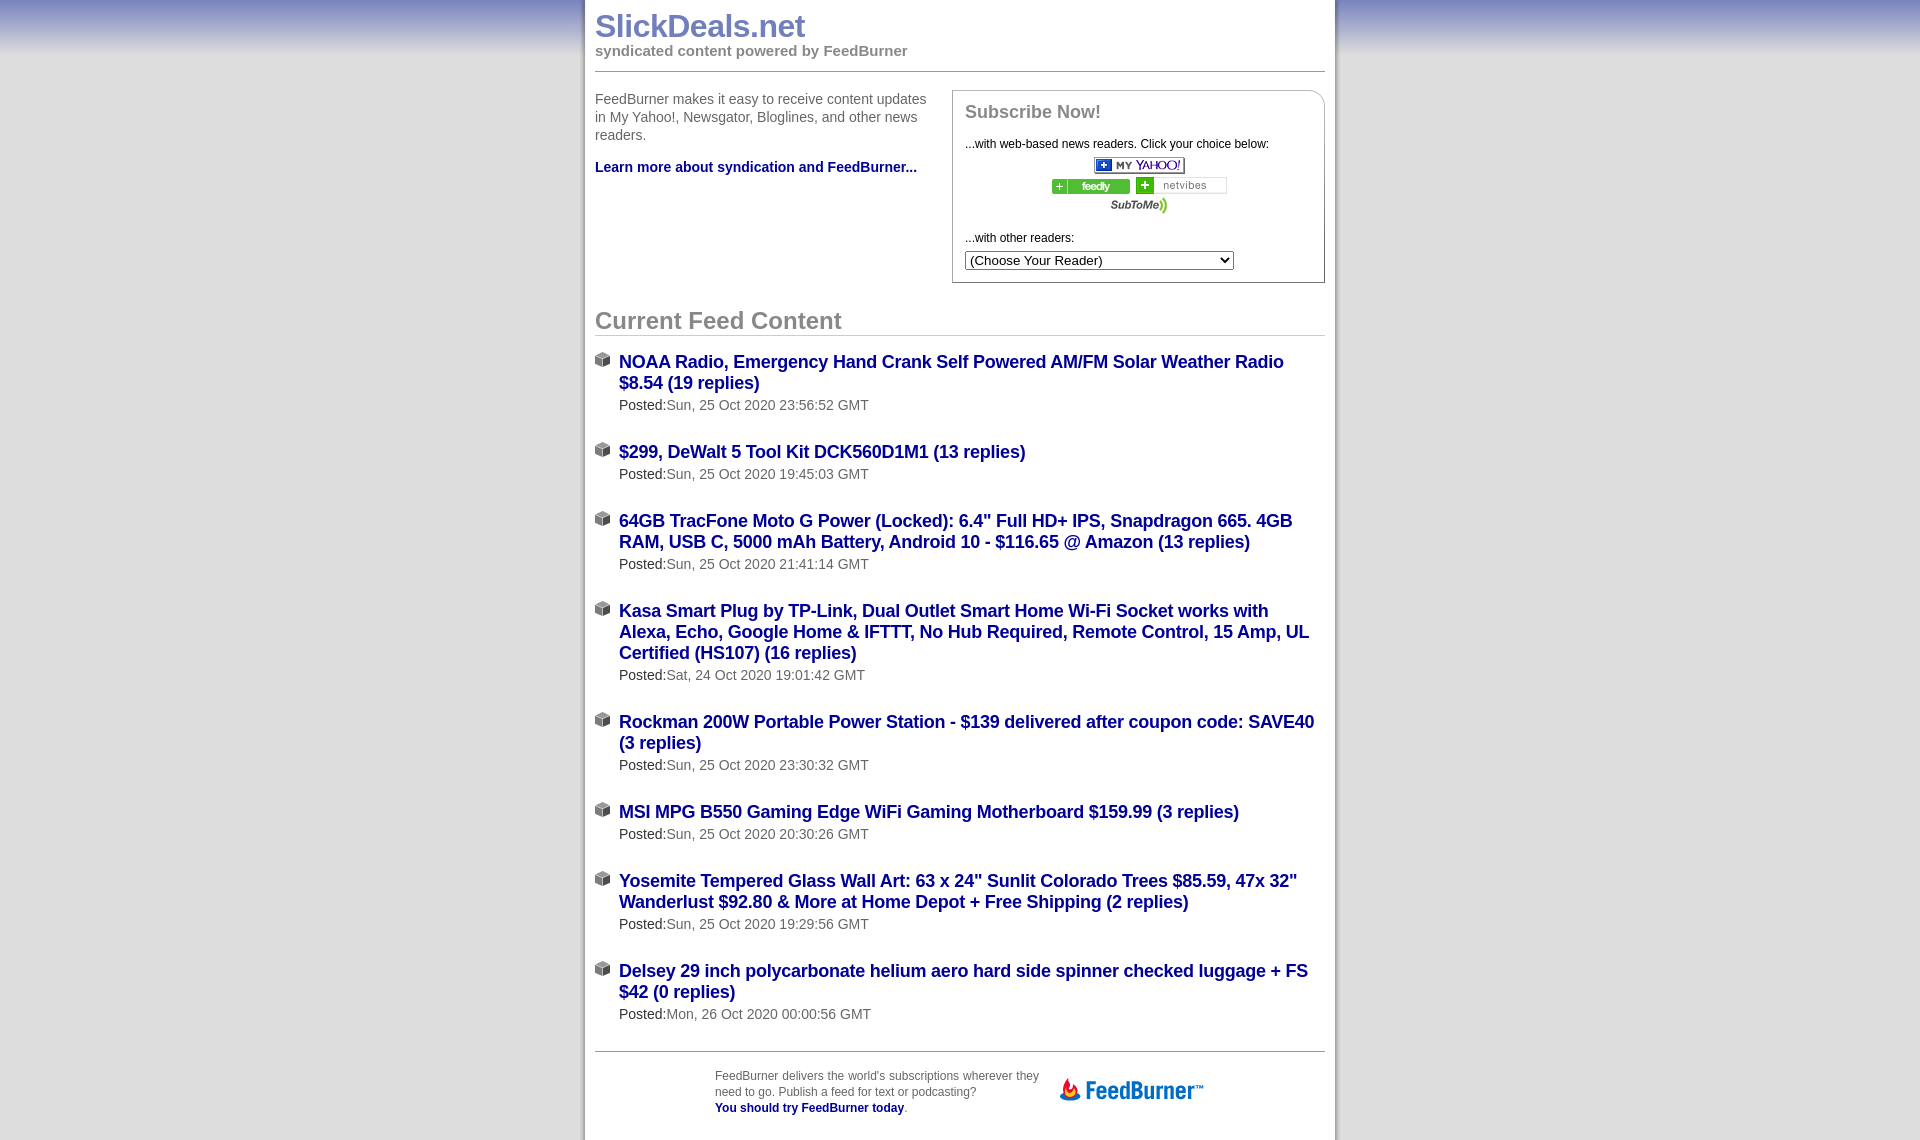 SlickDeals.net
syndicated content powered by FeedBurner
FeedBurner makes it easy to receive content updates
in My Yahoo!, Newsgator, Bloglines, and other news
readers.
Learn more about syndication and FeedBurner...
Subscribe Now!
...with web-based news readers. Click your choice below:
MY YAHOO!
feedly
netvibes
SubToMe
...with other readers:
(Choose Your Reader)
Current Feed Content
NOAA Radio, Emergency Hand Crank Self Powered AM/FM Solar Weather Radio
$8.54 (19 replies)
Posted:Sun, 25 Oct 2020 23:56:52 GMT
$299, DeWalt 5 Tool Kit DCK560D1M1 (13 replies)
Posted:Sun, 25 Oct 2020 19:45:03 GMT
64GB TracFone Moto G Power (Locked): 6.4" Full HD+ IPS, Snapdragon 665. 4GB
RAM, USB C, 5000 mAh Battery, Android 10 - $116.65 @ Amazon (13 replies)
Posted:Sun, 25 Oct 2020 21:41:14 GMT
Kasa Smart Plug by TP-Link, Dual Outlet Smart Home Wi-Fi Socket works with
Alexa, Echo, Google Home & IFTTT, No Hub Required, Remote Control, 15 Amp, UL
Certified (HS107) (16 replies)
Posted:Sat, 24 Oct 2020 19:01:42 GMT
Rockman 200W Portable Power Station - $139 delivered after coupon code: SAVE40
(3 replies)
Posted:Sun, 25 Oct 2020 23:30:32 GMT
MSI MPG B550 Gaming Edge WiFi Gaming Motherboard $159.99 (3 replies)
Posted:Sun, 25 Oct 2020 20:30:26 GMT
Yosemite Tempered Glass Wall Art: 63 x 24" Sunlit Colorado Trees $85.59, 47x 32"
Wanderlust $92.80 & More at Home Depot + Free Shipping (2 replies)
Posted:Sun, 25 Oct 2020 19:29:56 GMT
Delsey 29 inch polycarbonate helium aero hard side spinner checked luggage + FS
$42 (0 replies)
Posted:Mon, 26 Oct 2020 00:00:56 GMT
FeedBurner delivers the world's subscriptions wherever they
need to go. Publish a feed for text or podcasting?
You should try FeedBurner today.
FeedBurner™